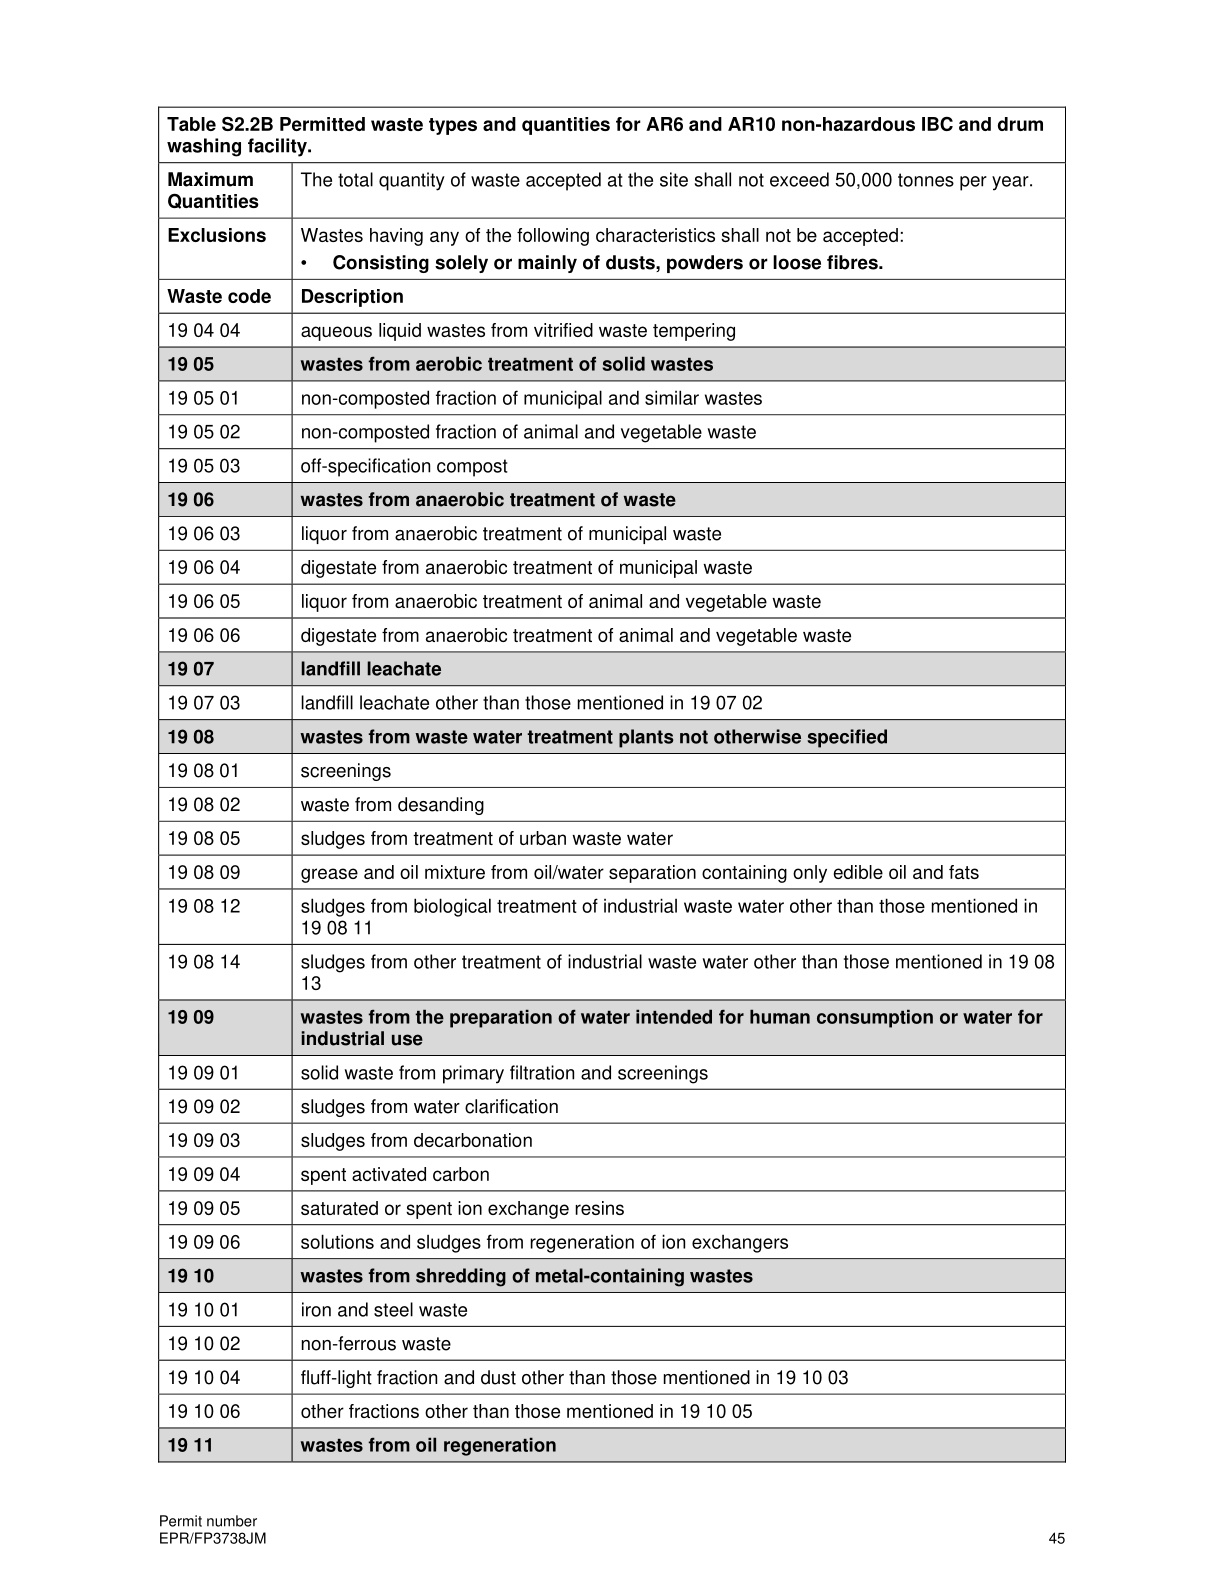 Table S2.2B Permitted waste types and quantities for AR6 and AR10 non-hazardous IBC and drum
washing facility.
Maximum
Quantities
The total quantity of waste accepted at the site shall not exceed 50,000 tonnes per year.
Exclusions
Wastes having any of the following characteristics shall not be accepted:
• Consisting solely or mainly of dusts, powders or loose fibres.
Waste code Description
19 04 04 aqueous liquid wastes from vitrified waste tempering
19 05 wastes from aerobic treatment of solid wastes
19 05 01 non-composted fraction of municipal and similar wastes
19 05 02 non-composted fraction of animal and vegetable waste
19 05 03 off-specification compost
19 06 wastes from anaerobic treatment of waste
19 06 03 liquor from anaerobic treatment of municipal waste
19 06 04 digestate from anaerobic treatment of municipal waste
19 06 05 liquor from anaerobic treatment of animal and vegetable waste
19 06 06 digestate from anaerobic treatment of animal and vegetable waste
19 07 landfill leachate
19 07 03 landfill leachate other than those mentioned in 19 07 02
19 08 wastes from waste water treatment plants not otherwise specified
19 08 01 screenings
19 08 02 waste from desanding
19 08 05 sludges from treatment of urban waste water
19 08 09 grease and oil mixture from oil/water separation containing only edible oil and fats
19 08 12 sludges from biological treatment of industrial waste water other than those mentioned in
19 08 11
19 08 14 sludges from other treatment of industrial waste water other than those mentioned in 19 08
13
19 09 wastes from the preparation of water intended for human consumption or water for
industrial use
19 09 01 solid waste from primary filtration and screenings
19 09 02 sludges from water clarification
19 09 03 sludges from decarbonation
19 09 04 spent activated carbon
19 09 05 saturated or spent ion exchange resins
19 09 06 solutions and sludges from regeneration of ion exchangers
19 10 wastes from shredding of metal-containing wastes
19 10 01 iron and steel waste
19 10 02 non-ferrous waste
19 10 04 fluff-light fraction and dust other than those mentioned in 19 10 03
19 10 06 other fractions other than those mentioned in 19 10 05
19 11 wastes from oil regeneration
Permit number
EPR/FP3738JM 45